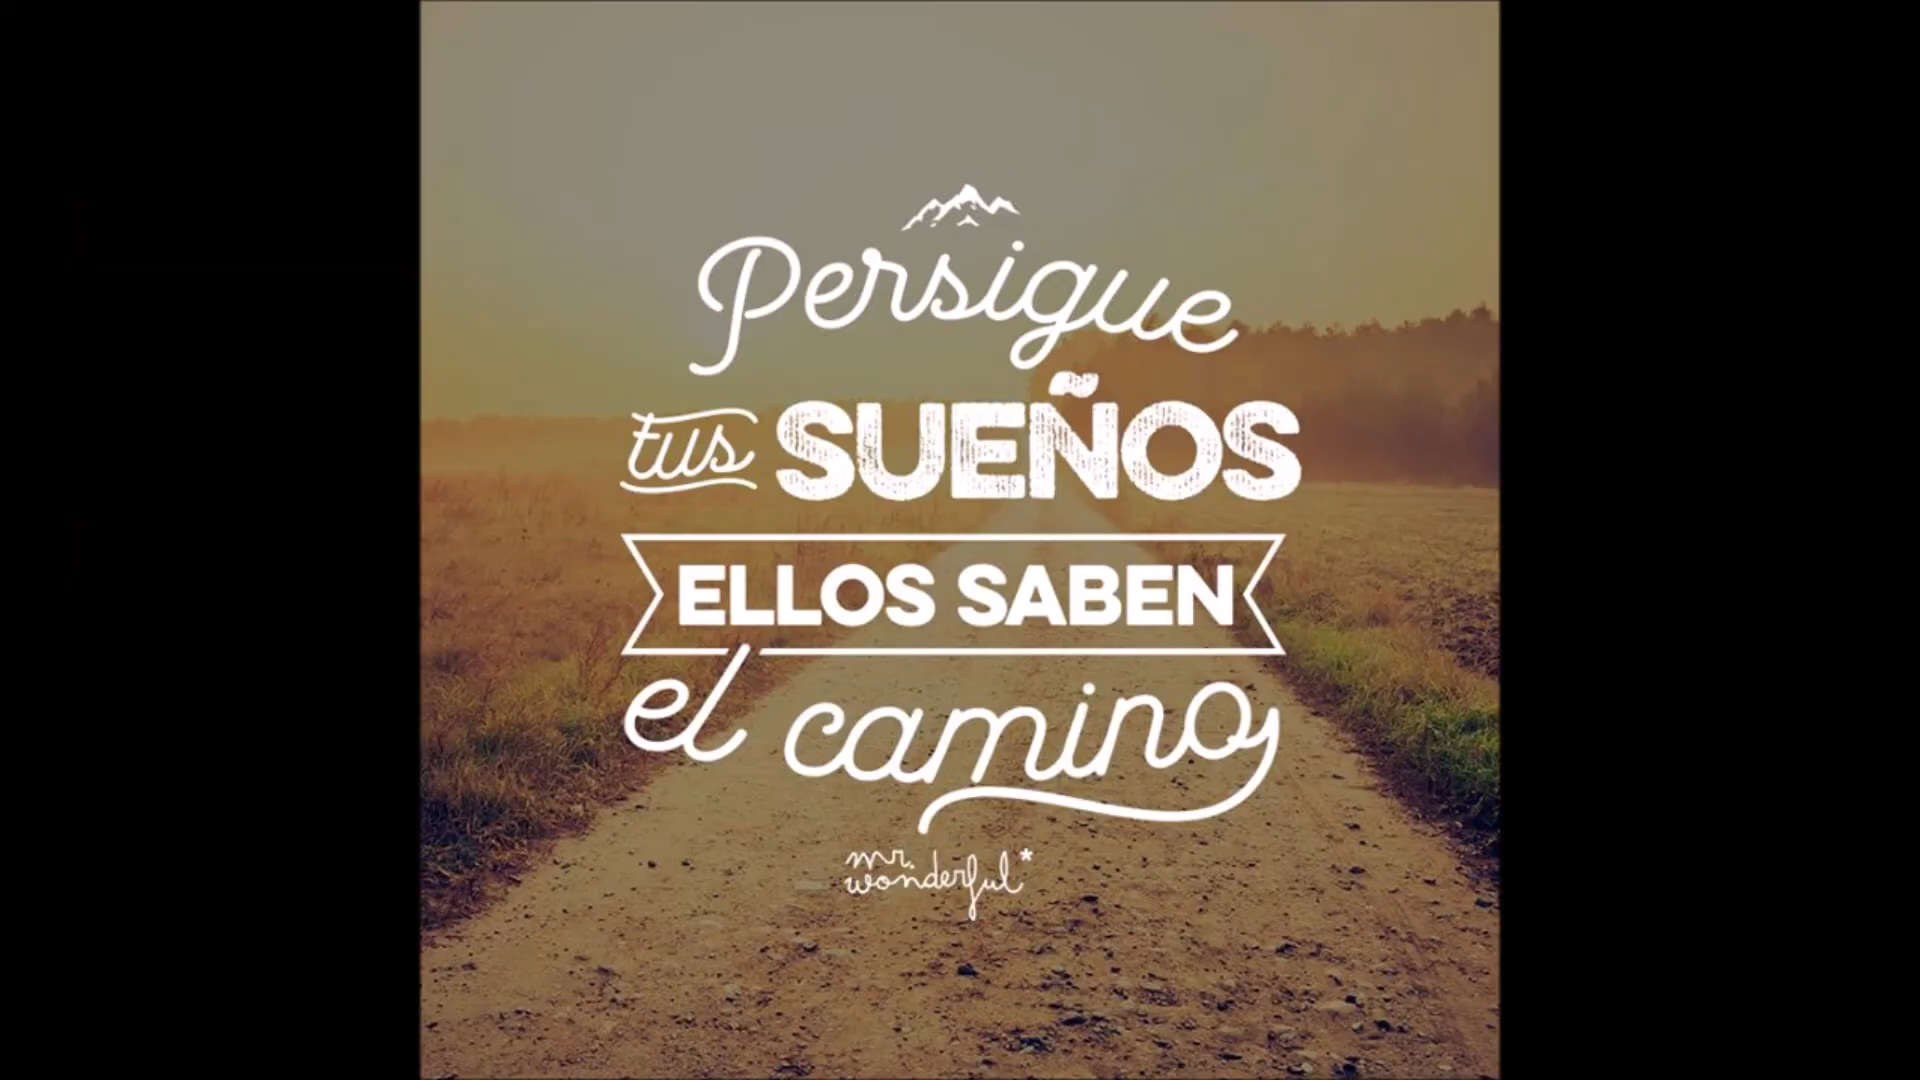 Persigue
tus SUEÑOS
ELLOS SABEN
el camino
mr.
wonderful*